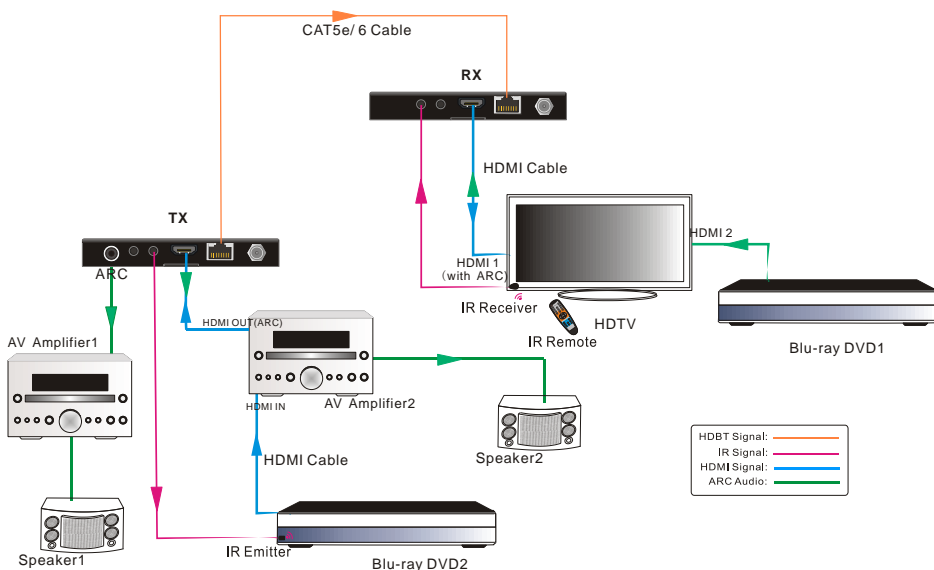 CAT5e/ 6 Cable
RX
HDMI Cable
TX
HDMI 2
ARC
HDMI 1
(with ARC)
IR Receiver
HDTV
HDMI OUT(ARC)
IR Remote
Blu-ray DVD1
AV Amplifier1
HDMI IN
AV Amplifier2
HDMI Cable
Speaker2
HDBT Signal:
IR Signal:
HDMI Signal:
ARC Audio:
Speaker1
IR Emitter
Blu-ray DVD2